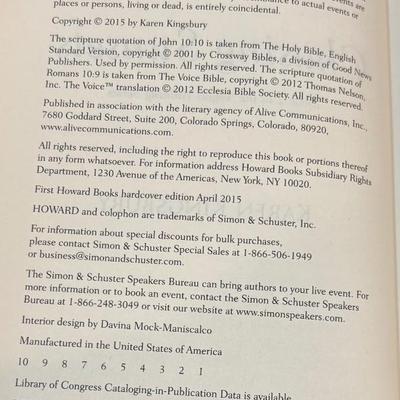 places or persons, living or dead, is entirely coincidental.
Copyright © 2015 by Karen Kingsbury
The scripture quotation of John 10:10 is taken from The Holy Bible, English
Standard Version, copyright © 2001 by Crossway Bibles, a division of Good News
Publishers. Used by permission. All rights reserved. The scripture quotation of
Romans 10:9 is taken from The Voice Bible, copyright © 2012 Thomas Nelson,
Inc. The Voice™ translation © 2012 Ecclesia Bible Society. All rights reserved.
Published in association with the literary agency of Alive Communications, Inc.,
7680 Goddard Street, Suite 200, Colorado Springs, Colorado, 80920,
www.alivecommunications.com.
All rights reserved, including the right to reproduce this book or portions thereof
in any form whatsoever. For information address Howard Books Subsidiary Rights
Department, 1230 Avenue of the Americas, New York, NY 10020.
First Howard Books hardcover edition April 2015
HOWARD and colophon are trademarks of Simon & Schuster, Inc.
For information about special discounts for bulk purchases,
please contact Simon & Schuster Special Sales at 1-866-506-1949
or business@simonandschuster.com.
The Simon & Schuster Speakers Bureau can bring authors to your live event. For
more information or to book an event, contact the Simon & Schuster Speakers
Bureau at 1-866-248-3049 or visit our website at www.simonspeakers.com.
Interior design by Davina Mock-Maniscalco
Manufactured in the United States of America
10 9 8 7 6 5 4 3 2 1
Library of Congress Cataloging-in-Publication Data is available